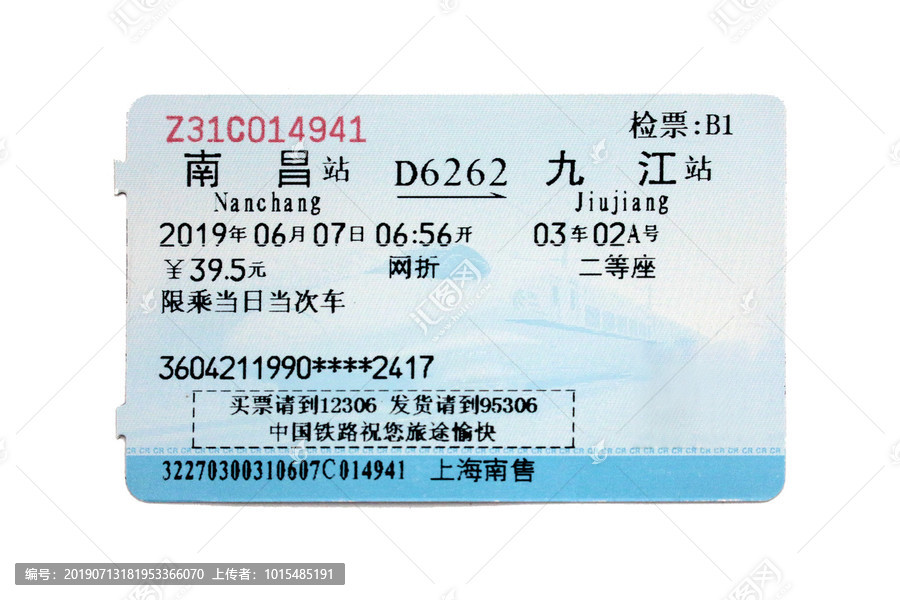 Z31C014941 检票:B1
南 昌 站 D6262 九 江 站
Nanchang Jiujiang
2019年06月07日 06:56开 03车02A号
￥39.5元 网折 二等座
限乘当日当次车
3604211990****2417
买票请到12306 发货请到95306
中国铁路祝您旅途愉快
32270300310607C014941 上海南售
编号：20190713181953366070 上传者：1015485191
汇图网